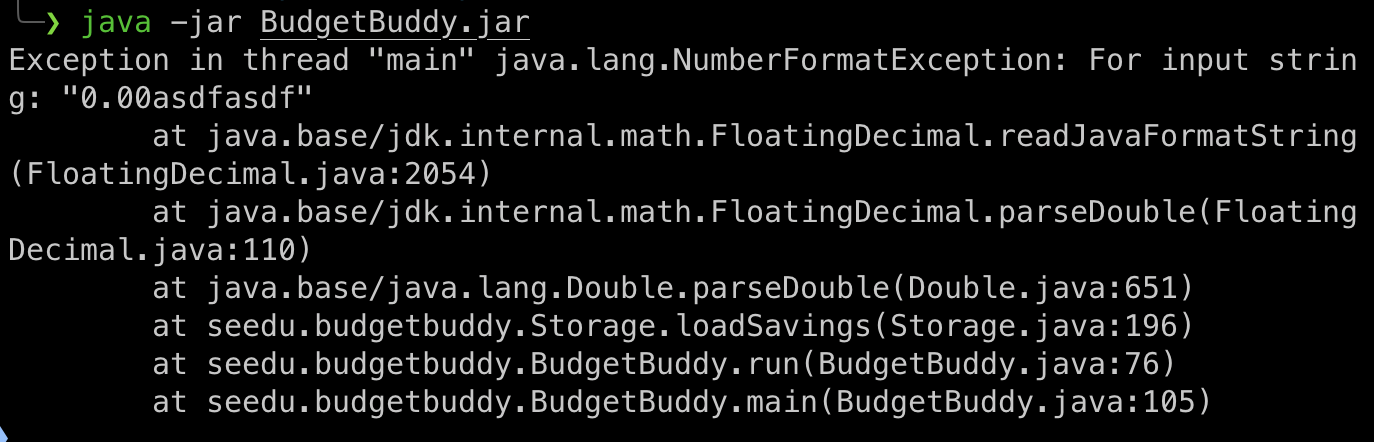 ❯ java -jar BudgetBuddy.jar
Exception in thread "main" java.lang.NumberFormatException: For input strin
g: "0.00asdfasdf"
        at java.base/jdk.internal.math.FloatingDecimal.readJavaFormatString
(FloatingDecimal.java:2054)
        at java.base/jdk.internal.math.FloatingDecimal.parseDouble(Floating
Decimal.java:110)
        at java.base/java.lang.Double.parseDouble(Double.java:651)
        at seedu.budgetbuddy.Storage.loadSavings(Storage.java:196)
        at seedu.budgetbuddy.BudgetBuddy.run(BudgetBuddy.java:76)
        at seedu.budgetbuddy.BudgetBuddy.main(BudgetBuddy.java:105)